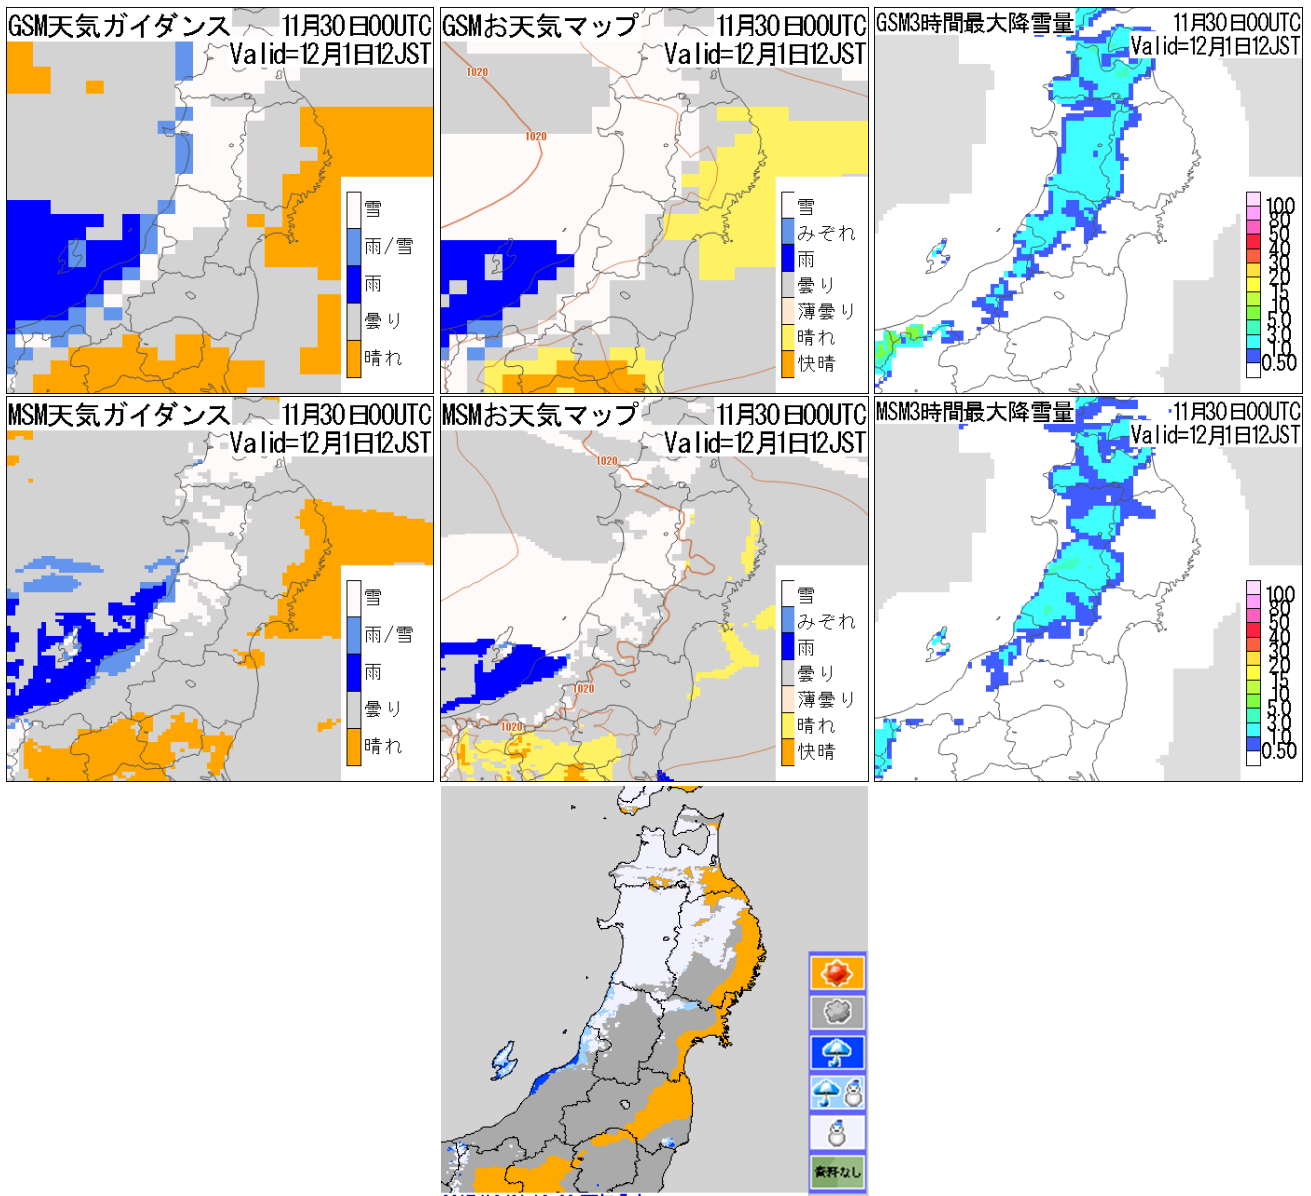 GSM天気ガイダンス 11月30日00UTC
Valid=12月1日12JST
雪
雨/雪
雨
曇り
晴れ
GSMお天気マップ 11月30日00UTC
Valid=12月1日12JST
1020
1020
雪
みぞれ
雨
曇り
薄曇り
晴れ
快晴
GSM3時間最大降雪量 11月30日00UTC
Valid=12月1日12JST
100
80
50
40
30
20
15
10
5.0
3.0
1.0
0.50
MSM天気ガイダンス 11月30日00UTC
Valid=12月1日12JST
雪
雨/雪
雨
曇り
晴れ
MSMお天気マップ 11月30日00UTC
Valid=12月1日12JST
1020
1020
1020
雪
みぞれ
雨
曇り
薄曇り
晴れ
快晴
MSM3時間最大降雪量 11月30日00UTC
Valid=12月1日12JST
100
80
50
40
30
20
15
10
5.0
3.0
1.0
0.50
資料なし